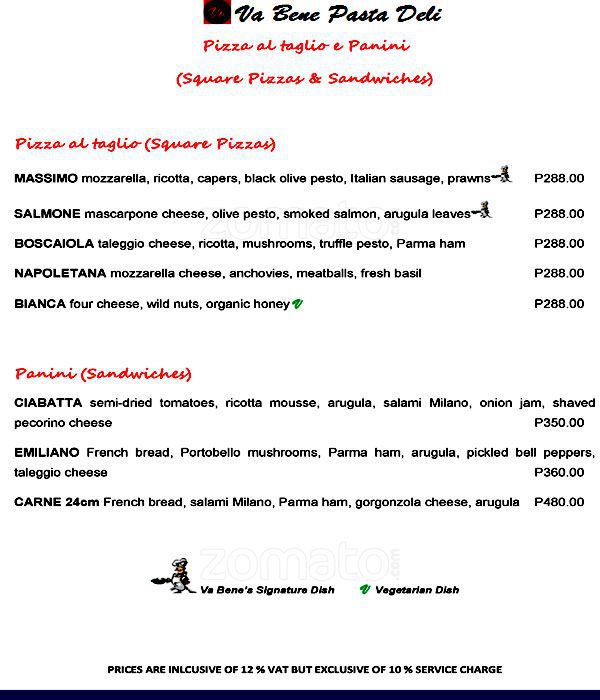 Va Bene Pasta Deli
Pizza al taglio e Panini
(Square Pizzas & Sandwiches)
Pizza al taglio (Square Pizzas)
MASSIMO mozzarella, ricotta, capers, black olive pesto, Italian sausage, prawns P288.00
SALMONE mascarpone cheese, olive pesto, smoked salmon, arugula leaves P288.00
BOSCAIOLA taleggio cheese, ricotta, mushrooms, truffle pesto, Parma ham P288.00
NAPOLETANA mozzarella cheese, anchovies, meatballs, fresh basil P288.00
BIANCA four cheese, wild nuts, organic honey V P288.00
zomato.com
Panini (Sandwiches)
CIABATTA semi-dried tomatoes, ricotta mousse, arugula, salami Milano, onion jam, shaved
pecorino cheese P350.00
EMILIANO French bread, Portobello mushrooms, Parma ham, arugula, pickled bell peppers,
taleggio cheese P360.00
CARNE 24cm French bread, salami Milano, Parma ham, gorgonzola cheese, arugula P480.00
zomato.com
Va Bene's Signature Dish V Vegetarian Dish
PRICES ARE INLCUSIVE OF 12 % VAT BUT EXCLUSIVE OF 10 % SERVICE CHARGE